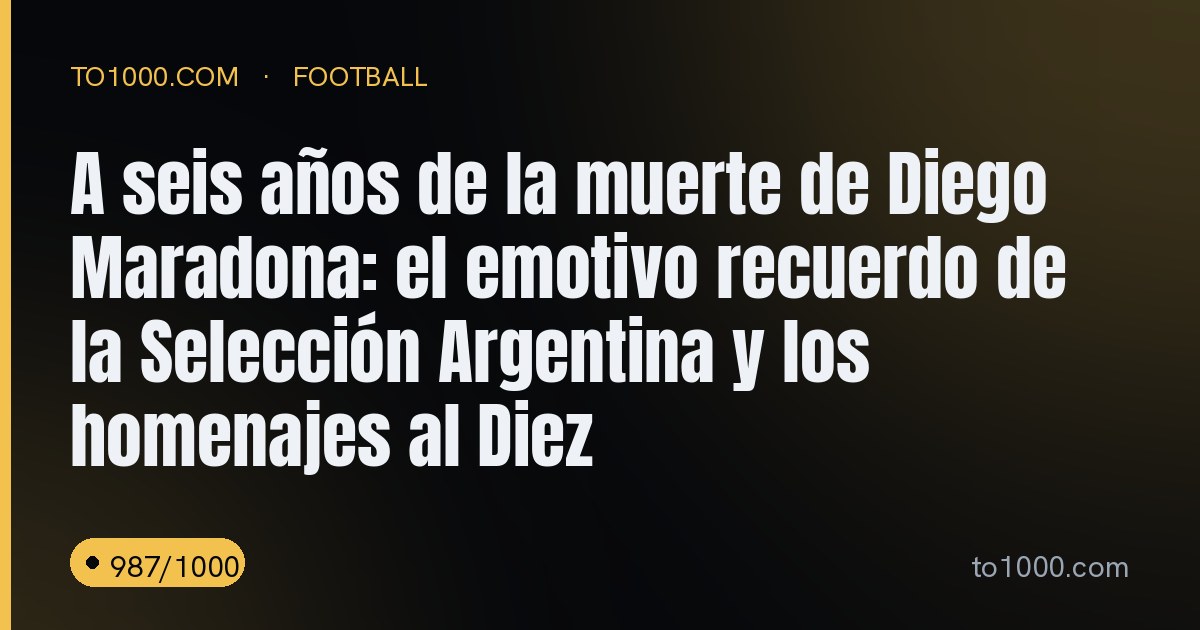 TO1000.COM · FOOTBALL
A seis años de la muerte de Diego
Maradona: el emotivo recuerdo de
la Selección Argentina y los
homenajes al Diez
987/1000
to1000.com